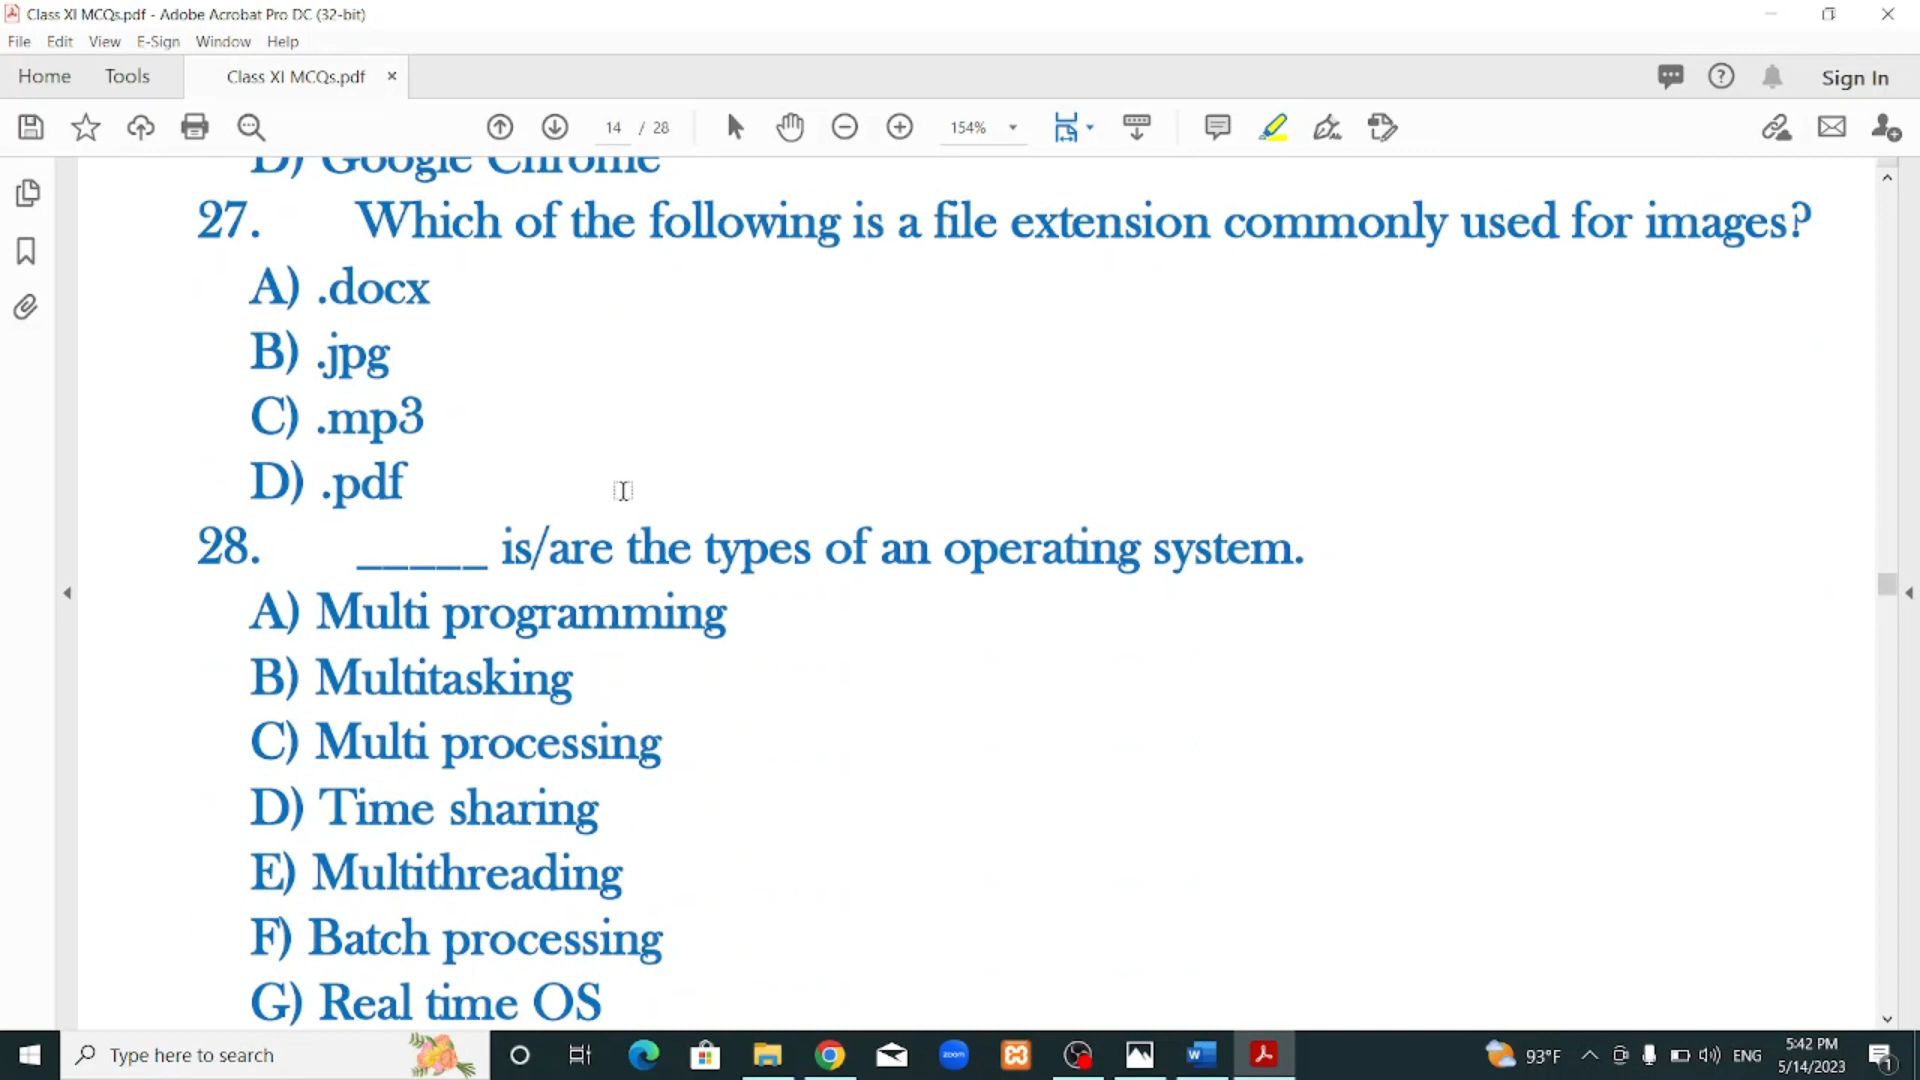 Class XI MCQs.pdf - Adobe Acrobat Pro DC (32-bit)
File Edit View E-Sign Window Help
Home Tools Class XI MCQs.pdf × Sign In
14 / 28 154%
D) Google Chrome
27. Which of the following is a file extension commonly used for images?
A) .docx
B) .jpg
C) .mp3
D) .pdf
28. _____ is/are the types of an operating system.
A) Multi programming
B) Multitasking
C) Multi processing
D) Time sharing
E) Multithreading
F) Batch processing
G) Real time OS
Type here to search
zoom
93°F ENG
5:42 PM
5/14/2023
1